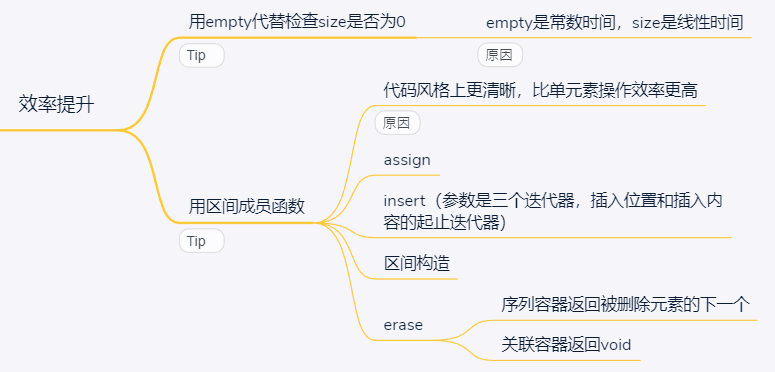 效率提升
用empty代替检查size是否为0
Tip
empty是常数时间，size是线性时间
原因
用区间成员函数
Tip
代码风格上更清晰，比单元素操作效率更高
原因
assign
insert（参数是三个迭代器，插入位置和插入内
容的起止迭代器）
区间构造
erase
序列容器返回被删除元素的下一个
关联容器返回void